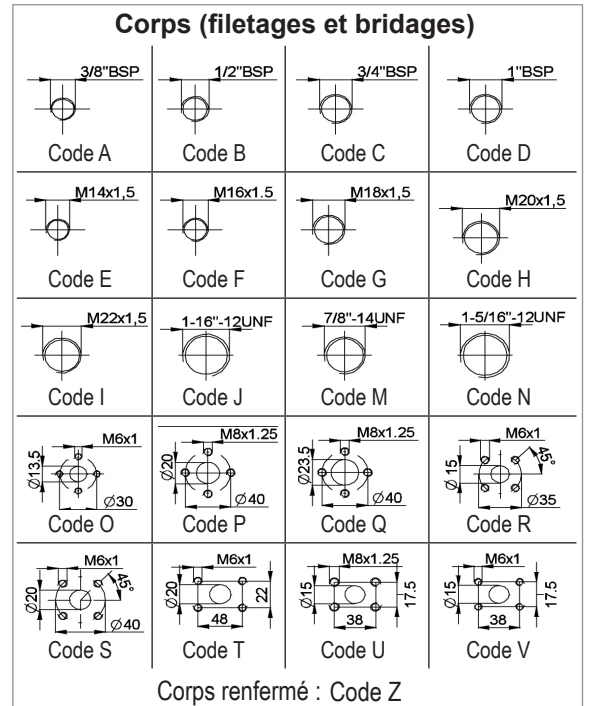 Corps (filetages et bridages)
3/8"BSP
Code A
1/2"BSP
Code B
3/4"BSP
Code C
1"BSP
Code D
M14x1,5
Code E
M16x1.5
Code F
M18x1,5
Code G
M20x1,5
Code H
M22x1,5
Code I
1-16"-12UNF
Code J
7/8"-14UNF
Code M
1-5/16"-12UNF
Code N
M6x1
Ø13,5
Ø30
Code O
M8x1.25
Ø20
Ø40
Code P
M8x1.25
Ø23,5
Ø40
Code Q
M6x1
45°
Ø 15
Ø35
Code R
M6x1
45°
Ø20
Ø40
Code S
M6x1
Ø20
22
48
Code T
M8x1.25
Ø15
17.5
38
Code U
M6x1
Ø15
17.5
38
Code V
Corps renfermé : Code Z